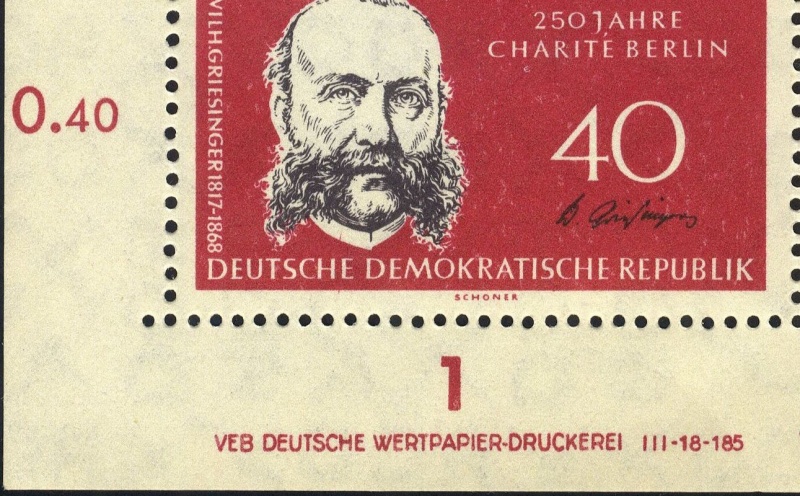 VILH.GRIESINGER 1817-1868
250 JAHRE
CHARITÉ BERLIN
0.40
40
DEUTSCHE DEMOKRATISCHE REPUBLIK
SCHÖNER
1
VEB DEUTSCHE WERTPAPIER-DRUCKEREI III-18-185